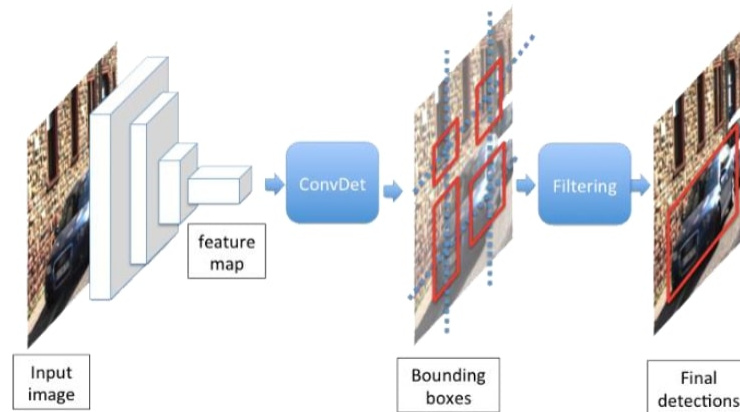 ConvDet
Filtering
feature
map
Input
image
Bounding
boxes
Final
detections